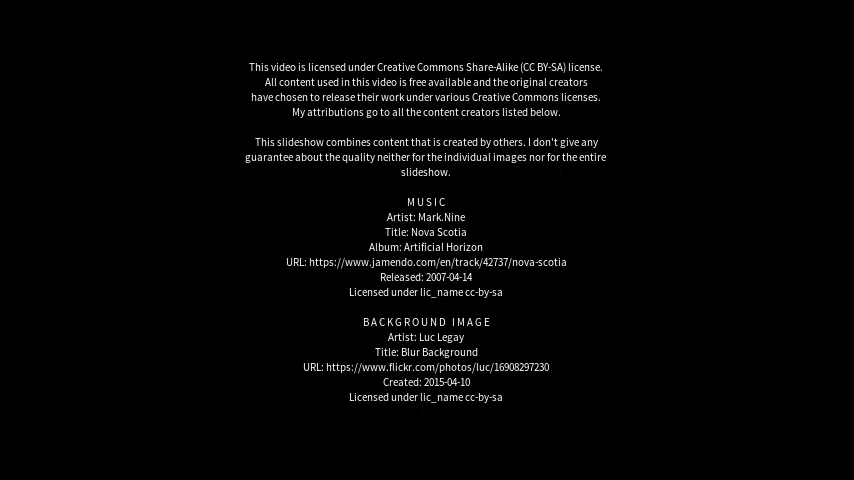 This video is licensed under Creative Commons Share-Alike (CC BY-SA) license.
All content used in this video is free available and the original creators
have chosen to release their work under various Creative Commons licenses.
My attributions go to all the content creators listed below.
This slideshow combines content that is created by others. I don't give any
guarantee about the quality neither for the individual images nor for the entire
slideshow.
MUSIC
Artist: Mark.Nine
Title: Nova Scotia
Album: Artificial Horizon
URL: https://www.jamendo.com/en/track/42737/nova-scotia
Released: 2007-04-14
Licensed under lic_name cc-by-sa
BACKGROUND IMAGE
Artist: Luc Legay
Title: Blur Background
URL: https://www.flickr.com/photos/luc/16908297230
Created: 2015-04-10
Licensed under lic_name cc-by-sa